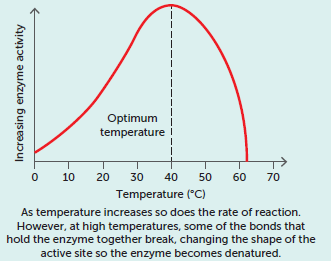 Increasing enzyme activity
Optimum
temperature
0 10 20 30 40 50 60 70
Temperature (°C)
As temperature increases so does the rate of reaction.
However, at high temperatures, some of the bonds that
hold the enzyme together break, changing the shape of the
active site so the enzyme becomes denatured.